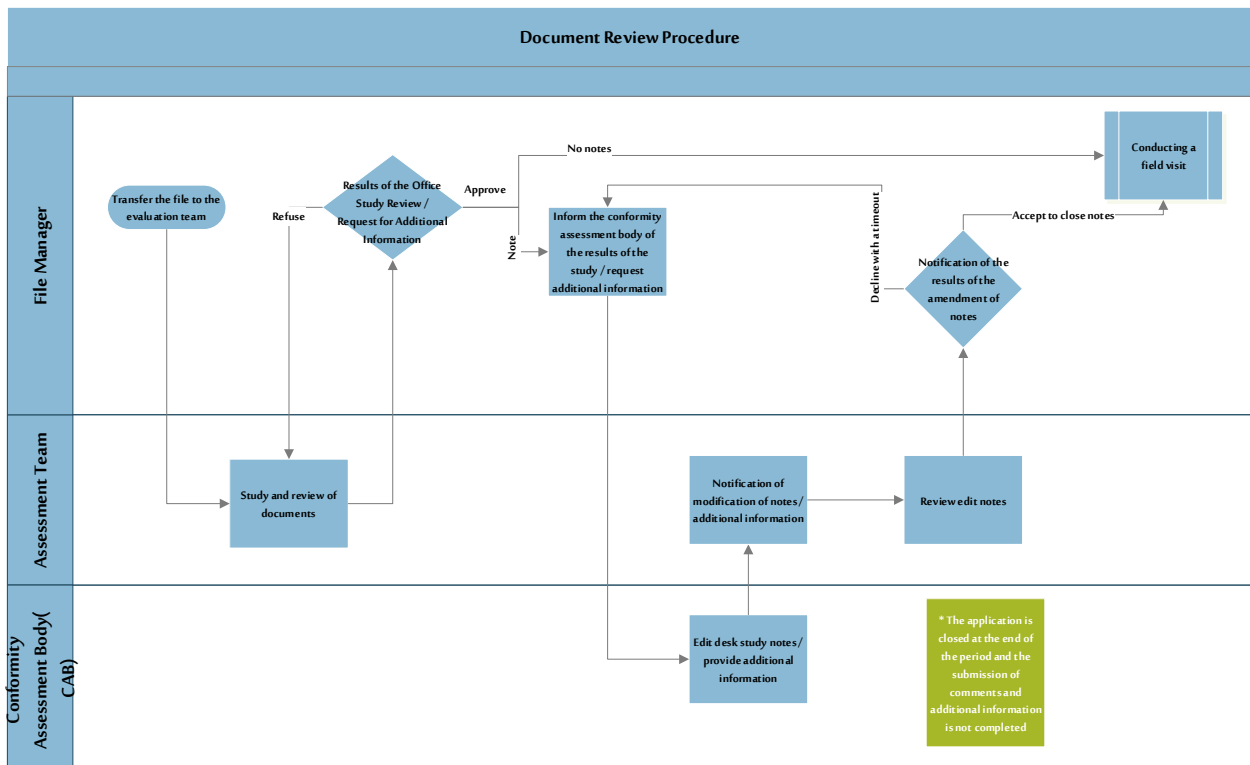 Document Review Procedure
File Manager
Transfer the file to the
evaluation team
Results of the Office
Study Review /
Request for Additional
Information
Refuse
Approve
No notes
Note
Inform the conformity
assessment body of
the results of the
study / request
additional information
Decline with a timeout
Notification of the
results of the
amendment of
notes
Accept to close notes
Conducting a
field visit
Assessment Team
Study and review of
documents
Notification of
modification of notes/
additional information
Review edit notes
Conformity
Assessment Body(
CAB)
Edit desk study notes /
provide additional
information
* The application is
closed at the end of
the period and the
submission of
comments and
additional information
is not completed